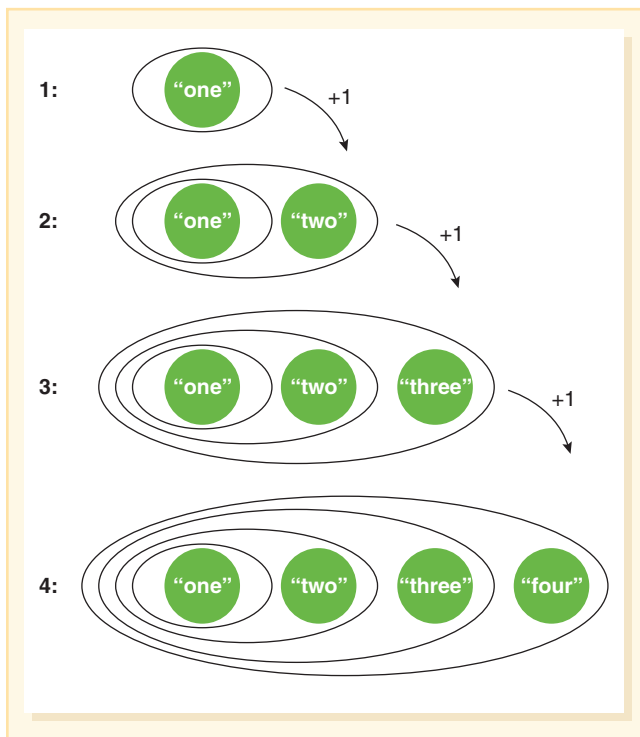 1: “one”
+1
2: “one” “two”
+1
3: “one” “two” “three”
+1
4: “one” “two” “three” “four”